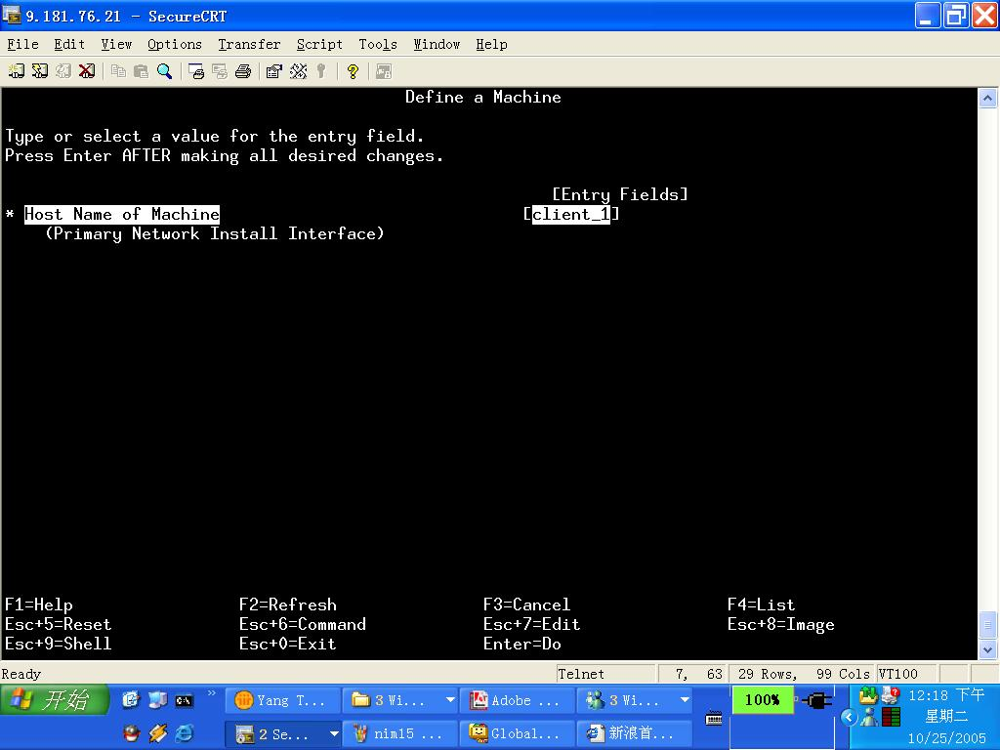 9.181.76.21 - SecureCRT
File Edit View Options Transfer Script Tools Window Help
Define a Machine
Type or select a value for the entry field.
Press Enter AFTER making all desired changes.
[Entry Fields]
* Host Name of Machine [client_1]
(Primary Network Install Interface)
F1=Help F2=Refresh F3=Cancel F4=List
Esc+5=Reset Esc+6=Command Esc+7=Edit Esc+8=Image
Esc+9=Shell Esc+0=Exit Enter=Do
Ready Telnet 7, 63 29 Rows, 99 Cols VT100
开始 Yang T... 3 Wi... Adobe ... 3 Wi... 100% 12:18 下午
星期二
2 Se... nim15 ... Global... 新浪首... 10/25/2005